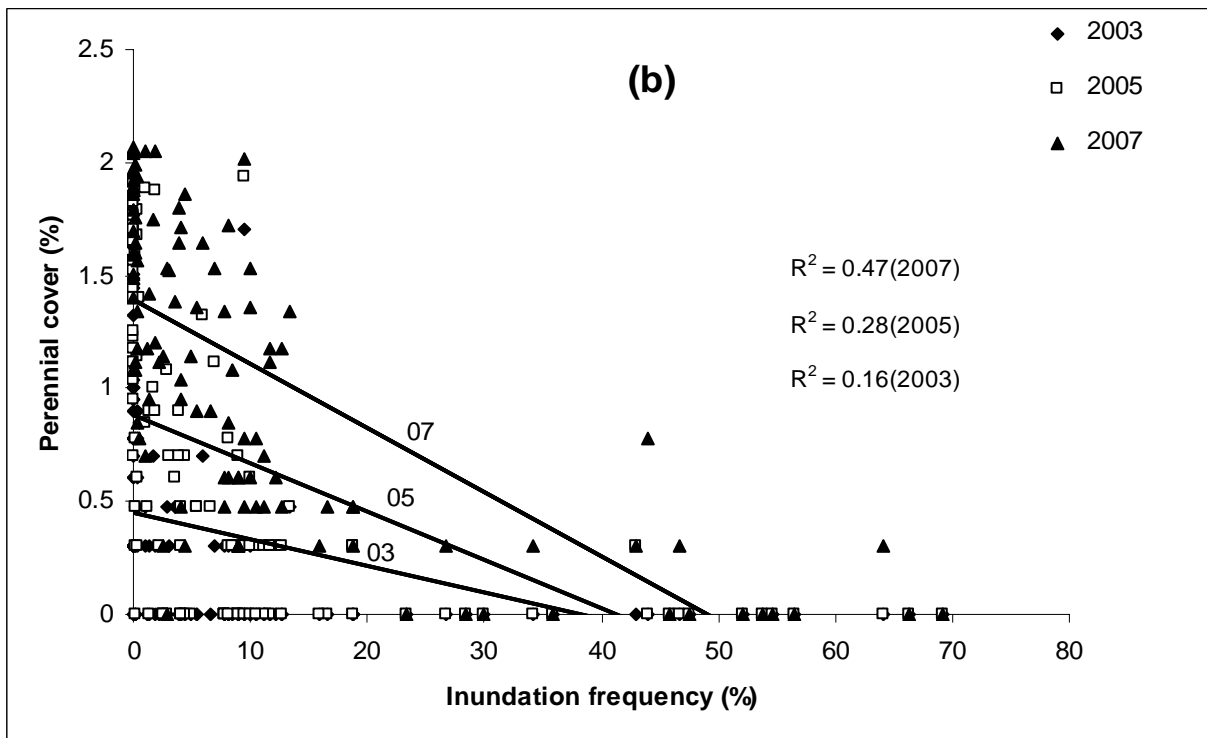 2003
2005
2007
(b)
2.5
2
1.5
1
0.5
0
Perennial cover (%)
R² = 0.47(2007)
R² = 0.28(2005)
R² = 0.16(2003)
07
05
03
0 10 20 30 40 50 60 70 80
Inundation frequency (%)